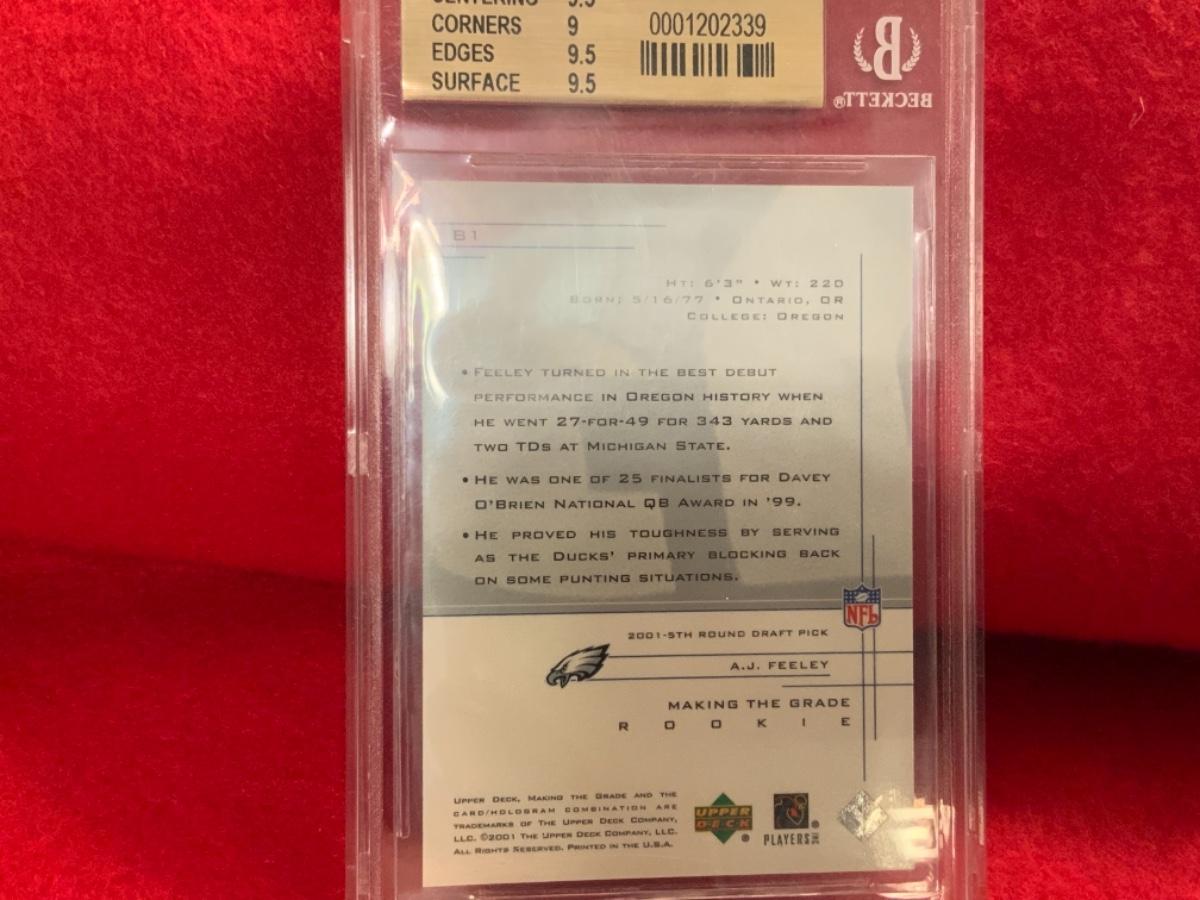 CENTERING 9.5
CORNERS 9
EDGES 9.5
SURFACE 9.5
0001202339
B
BECKETT®
B1
HT: 6'3" • WT: 220
BORN; 5/16/77 • ONTARIO, OR
COLLEGE: OREGON
• FEELEY TURNED IN THE BEST DEBUT
PERFORMANCE IN OREGON HISTORY WHEN
HE WENT 27-FOR-49 FOR 343 YARDS AND
TWO TDS AT MICHIGAN STATE.
• HE WAS ONE OF 25 FINALISTS FOR DAVEY
O'BRIEN NATIONAL QB AWARD IN '99.
• HE PROVED HIS TOUGHNESS BY SERVING
AS THE DUCKS' PRIMARY BLOCKING BACK
ON SOME PUNTING SITUATIONS.
NFL
2001-5TH ROUND DRAFT PICK
A.J. FEELEY
MAKING THE GRADE
ROOKIE
UPPER DECK, MAKING THE GRADE AND THE
CARD/HOLOGRAM COMBINATION ARE
TRADEMARKS OF THE UPPER DECK COMPANY,
LLC. ©2001 THE UPPER DECK COMPANY, LLC.
ALL RIGHTS RESERVED. PRINTED IN THE U.S.A.
UPPER DECK ®
PLAYERS INC ®